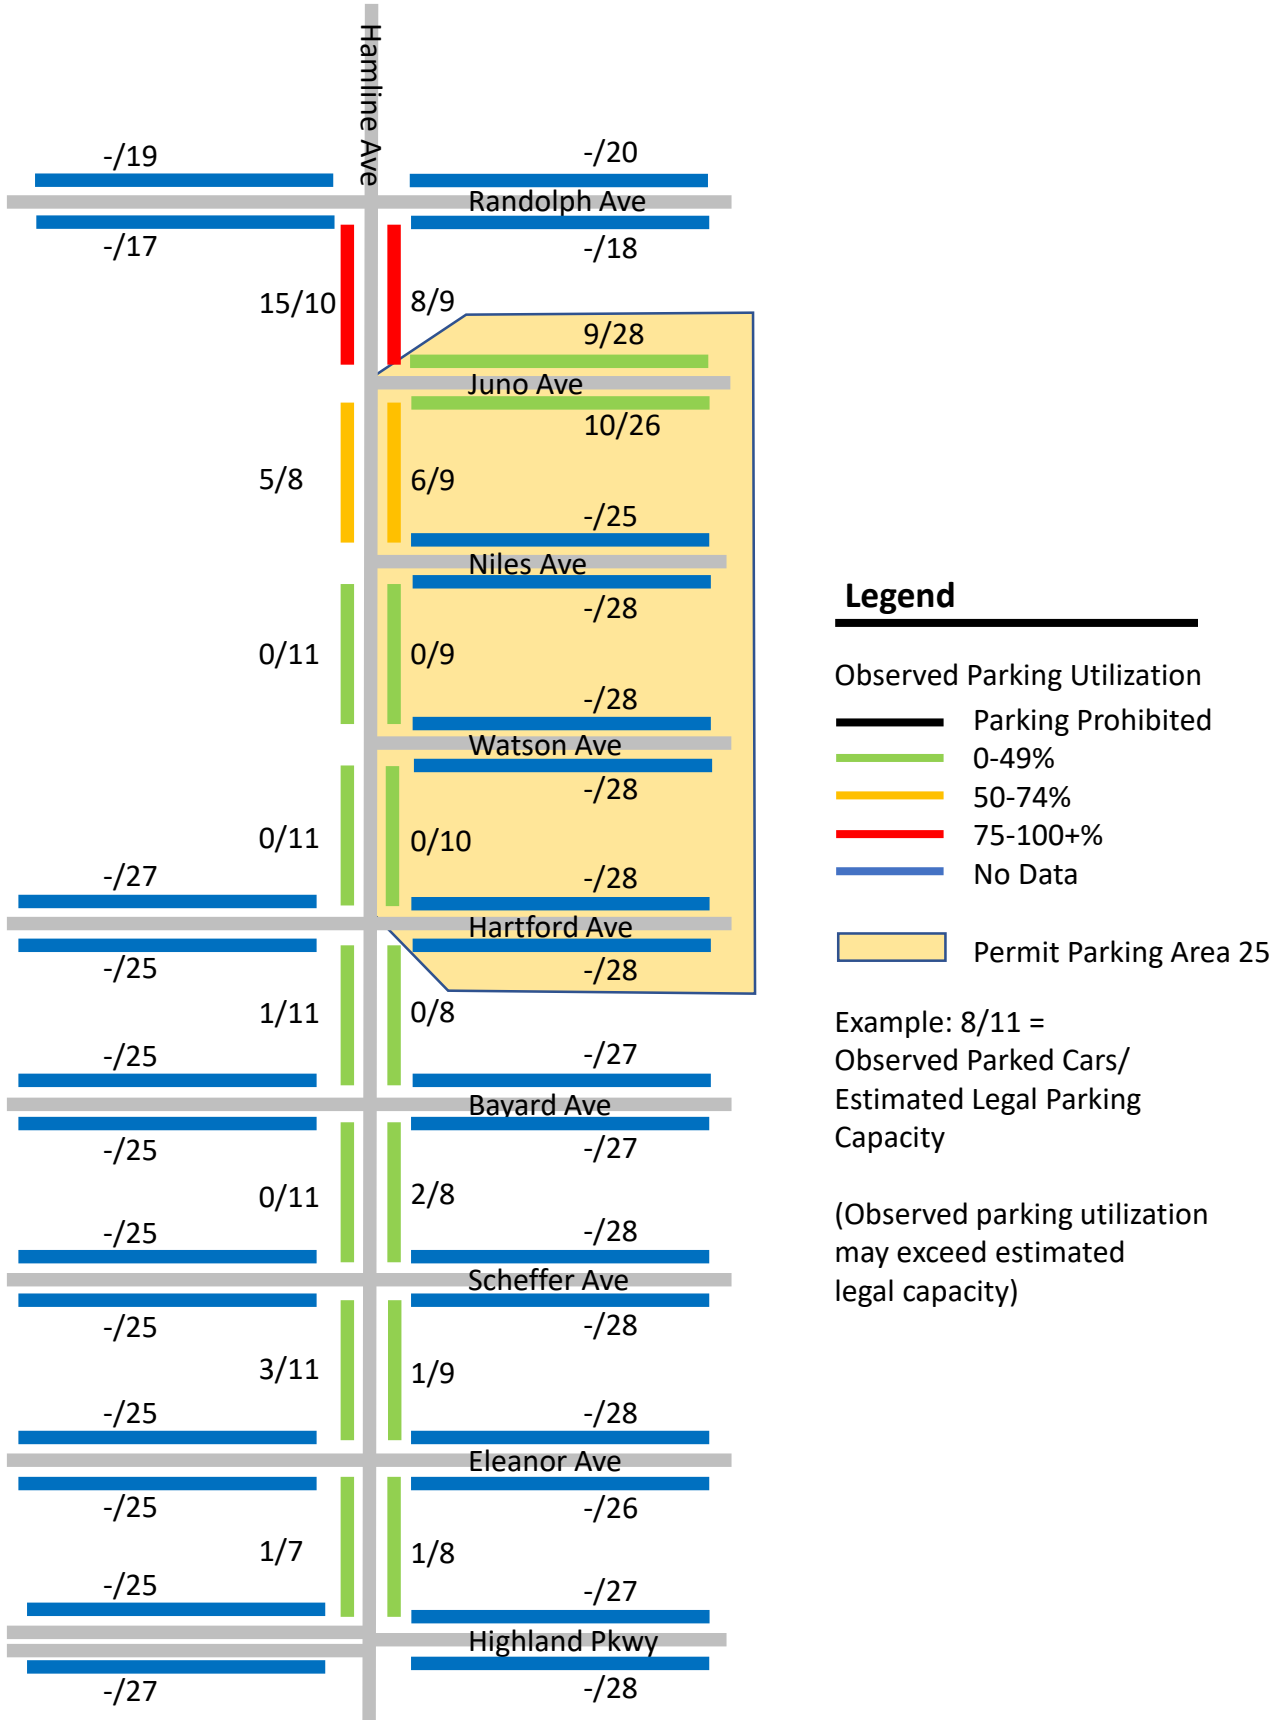 Hamline Ave
-/19
-/20
Randolph Ave
-/17
-/18
15/10
8/9
9/28
Juno Ave
10/26
5/8
6/9
-/25
Niles Ave
-/28
0/11
0/9
-/28
Watson Ave
-/28
0/11
0/10
-/27
-/28
Hartford Ave
-/25
-/28
1/11
0/8
-/25
-/27
Bayard Ave
-/25
-/27
0/11
2/8
-/25
-/28
Scheffer Ave
-/25
-/28
3/11
1/9
-/25
-/28
Eleanor Ave
-/25
-/26
1/7
1/8
-/25
-/27
Highland Pkwy
-/27
-/28
Legend
Observed Parking Utilization
Parking Prohibited
0-49%
50-74%
75-100+%
No Data
Permit Parking Area 25
Example: 8/11 =
Observed Parked Cars/
Estimated Legal Parking
Capacity
(Observed parking utilization
may exceed estimated
legal capacity)